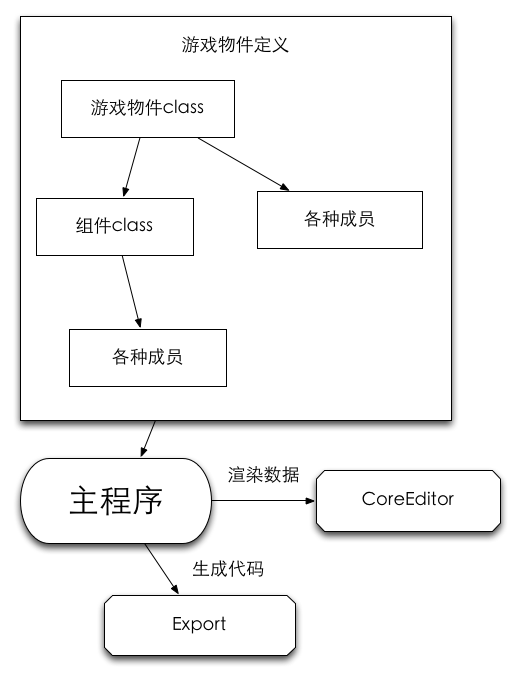 游戏物件定义
游戏物件class
组件class
各种成员
各种成员
主程序
渲染数据
CoreEditor
生成代码
Export